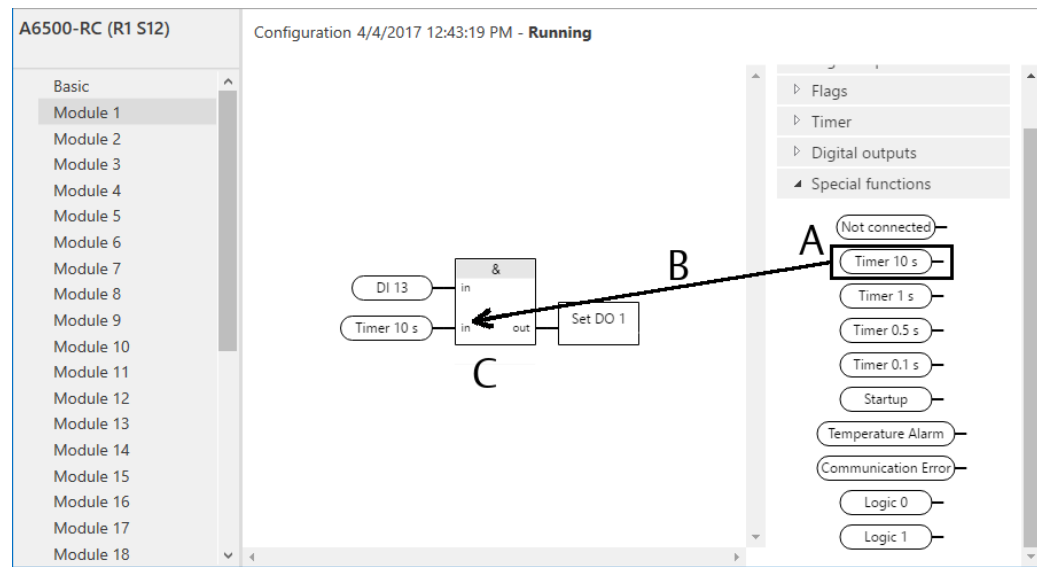 A6500-RC (R1 S12)
Configuration 4/4/2017 12:43:19 PM - Running
Basic
Module 1
Module 2
Module 3
Module 4
Module 5
Module 6
Module 7
Module 8
Module 9
Module 10
Module 11
Module 12
Module 13
Module 14
Module 15
Module 16
Module 17
Module 18
&
DI 13
in
Timer 10 s
in
out
Set DO 1
A
B
C
Flags
Timer
Digital outputs
Special functions
Not connected
Timer 10 s
Timer 1 s
Timer 0.5 s
Timer 0.1 s
Startup
Temperature Alarm
Communication Error
Logic 0
Logic 1